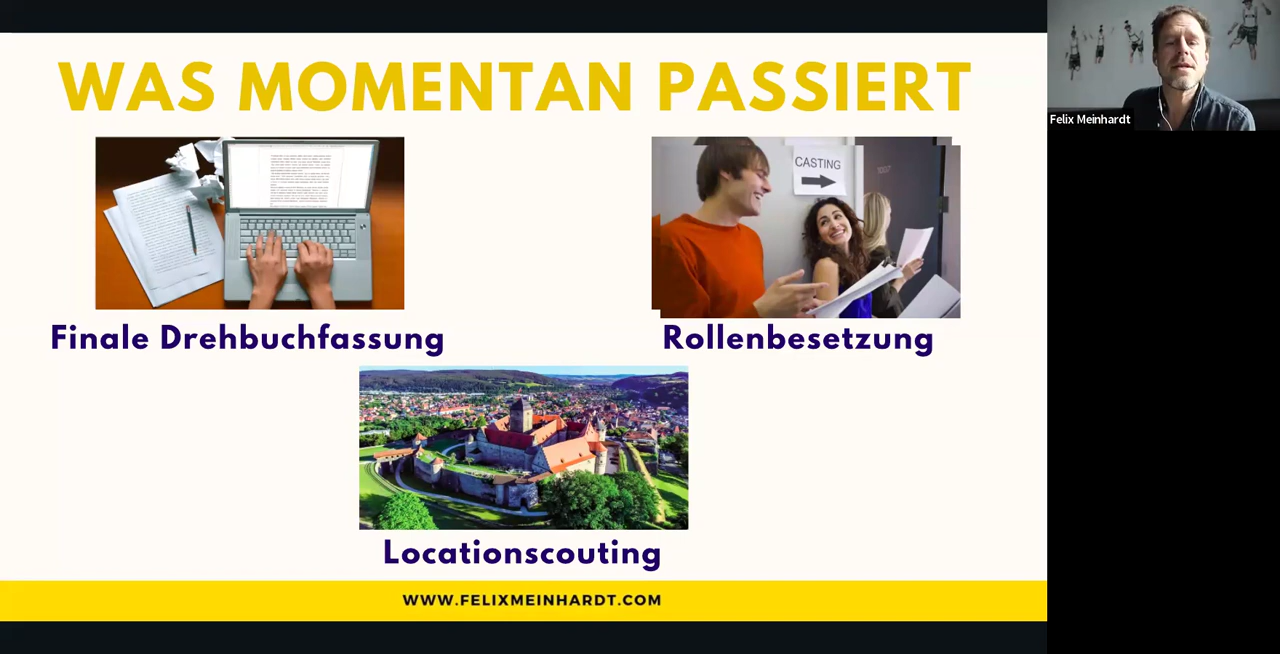 WAS MOMENTAN PASSIERT
Felix Meinhardt
CASTING
Finale Drehbuchfassung
Rollenbesetzung
Locationscouting
WWW.FELIXMEINHARDT.COM